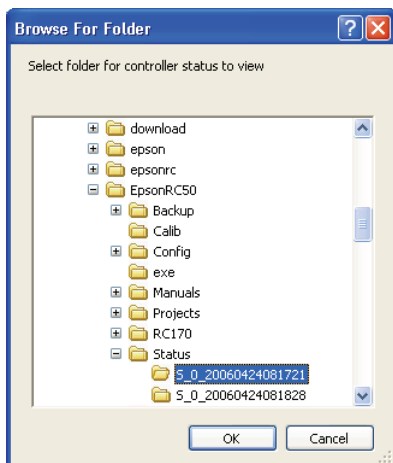 Browse For Folder
Select folder for controller status to view
download
epson
epsonrc
EpsonRC50
Backup
Calib
Config
exe
Manuals
Projects
RC170
Status
S_0_20060424081721
S_0_20060424081828
OK Cancel